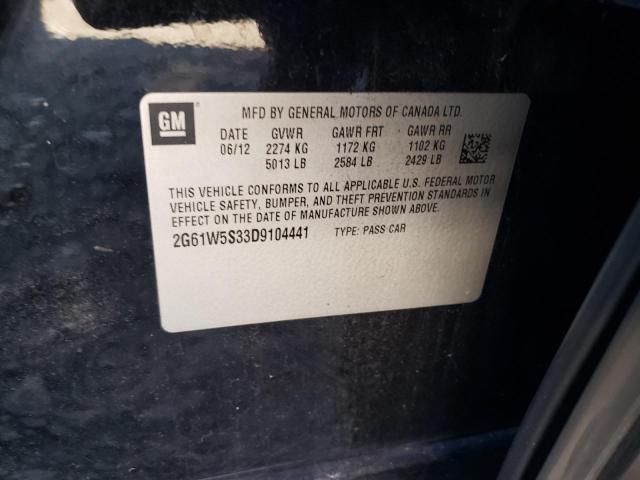 GM
MFD BY GENERAL MOTORS OF CANADA LTD.
DATE GVWR GAWR FRT GAWR RR
06/12 2274 KG 1172 KG 1102 KG
5013 LB 2584 LB 2429 LB
THIS VEHICLE CONFORMS TO ALL APPLICABLE U.S. FEDERAL MOTOR
VEHICLE SAFETY, BUMPER, AND THEFT PREVENTION STANDARDS IN
EFFECT ON THE DATE OF MANUFACTURE SHOWN ABOVE.
2G61W5S33D9104441 TYPE: PASS CAR